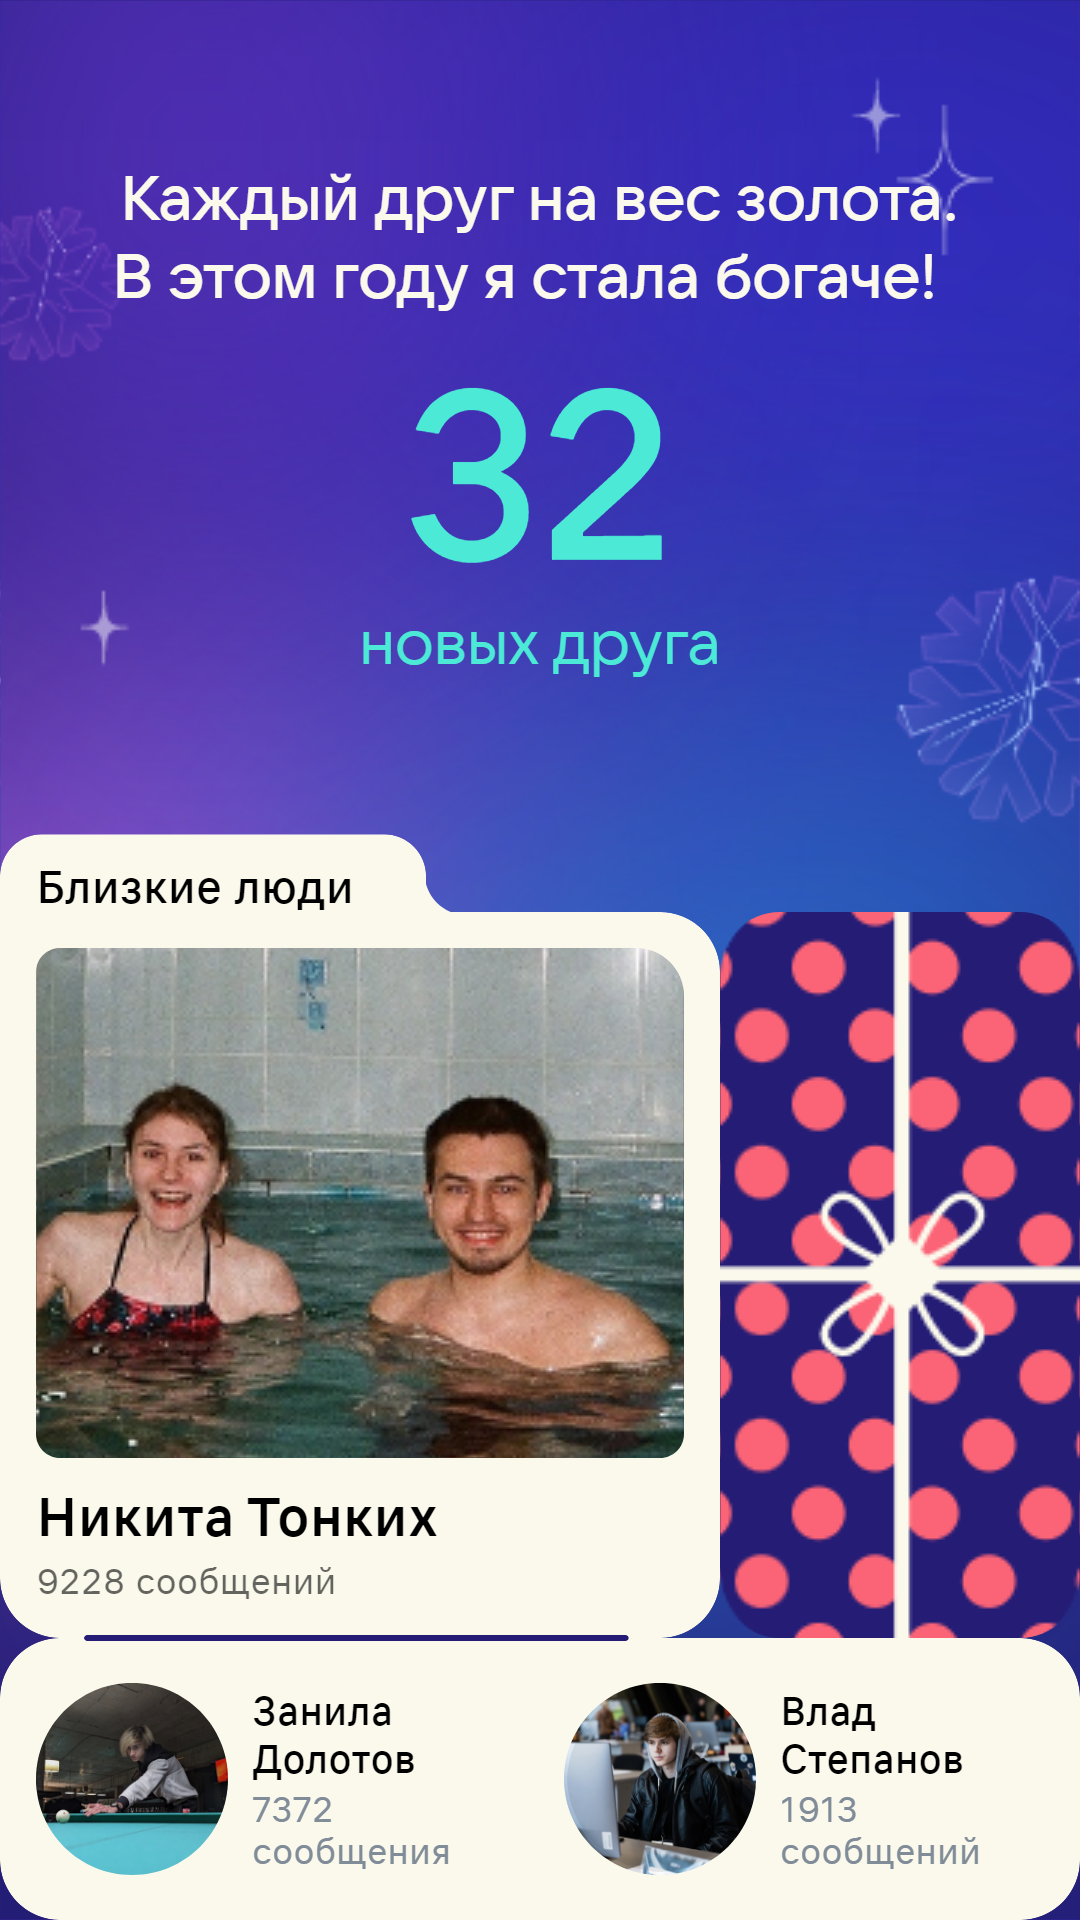 Каждый друг на вес золота.
В этом году я стала богаче!
32
новых друга
Близкие люди
Никита Тонких
9228 сообщений
Занила
Долотов
7372
сообщения
Влад
Степанов
1913
сообщений